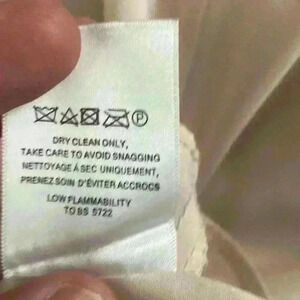 P
DRY CLEAN ONLY,
TAKE CARE TO AVOID SNAGGING
NETTOYAGE À SEC UNIQUEMENT,
PRENEZ SOIN D'ÉVITER ACCROCS
LOW FLAMMABILITY
TO BS 5722